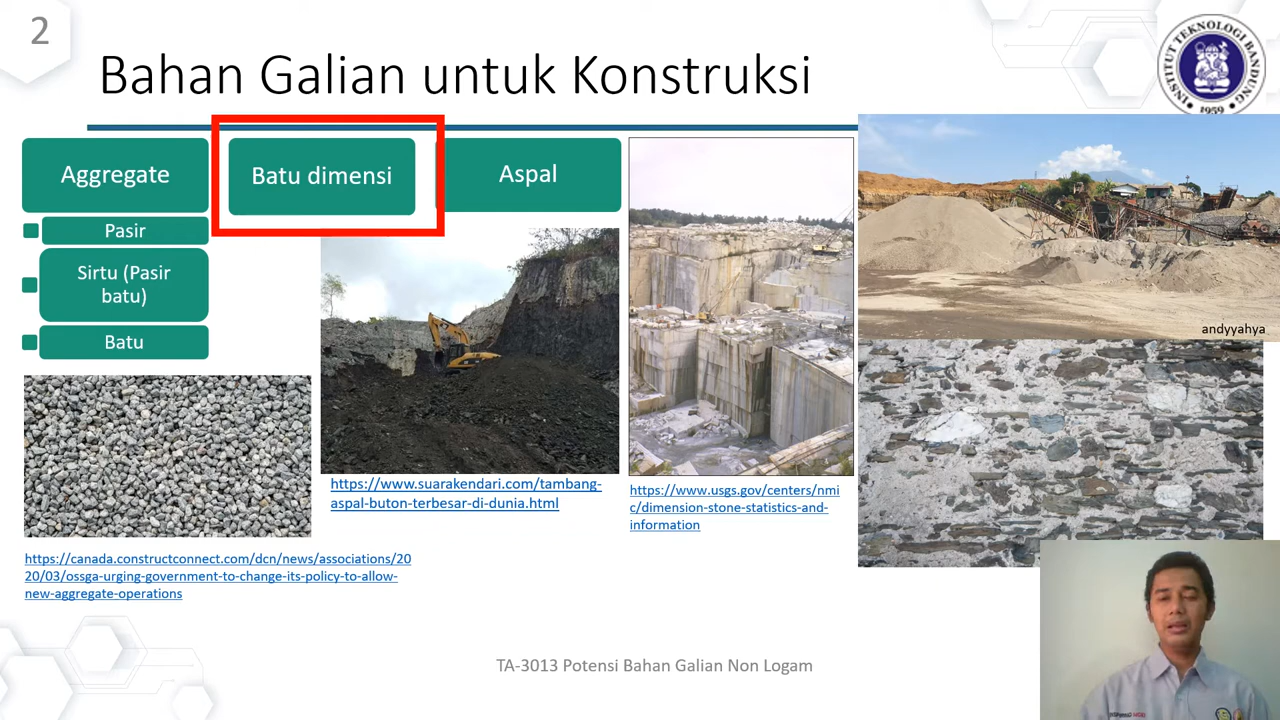 2
Bahan Galian untuk Konstruksi
INSTITUT TEKNOLOGI BANDUNG
1959
Aggregate
Batu dimensi
Aspal
Pasir
Sirtu (Pasir
batu)
Batu
andyyahya
https://www.suarakendari.com/tambang-
aspal-buton-terbesar-di-dunia.html
https://www.usgs.gov/centers/nmi
c/dimension-stone-statistics-and-
information
https://canada.constructconnect.com/dcn/news/associations/20
20/03/ossga-urging-government-to-change-its-policy-to-allow-
new-aggregate-operations
TA-3013 Potensi Bahan Galian Non Logam